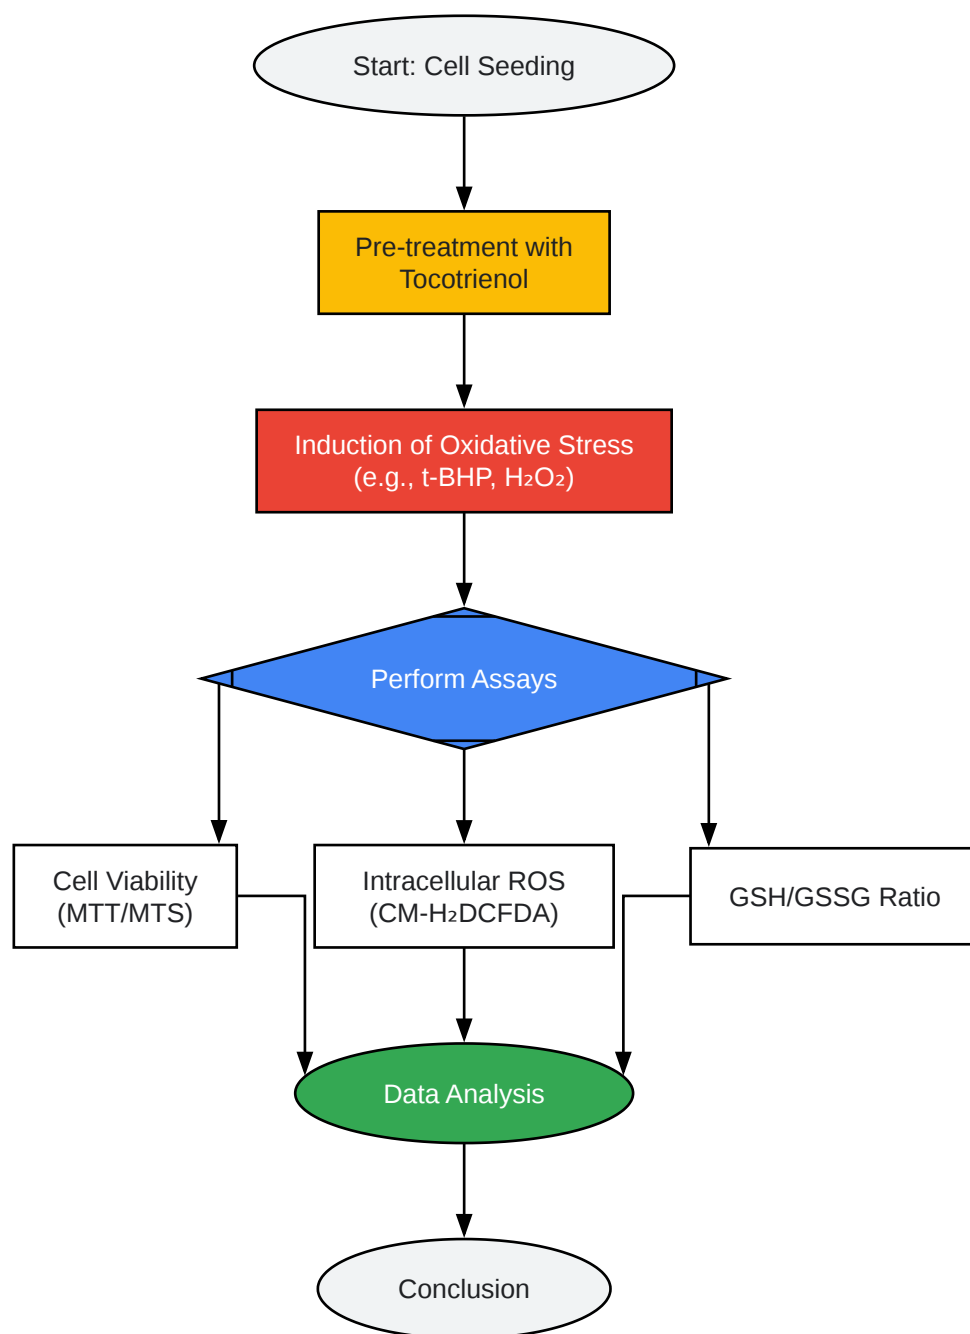 Start: Cell Seeding
Pre-treatment with
Tocotrienol
Induction of Oxidative Stress
(e.g., t-BHP, H₂O₂)
Perform Assays
Cell Viability
(MTT/MTS)
Intracellular ROS
(CM-H₂DCFDA)
GSH/GSSG Ratio
Data Analysis
Conclusion